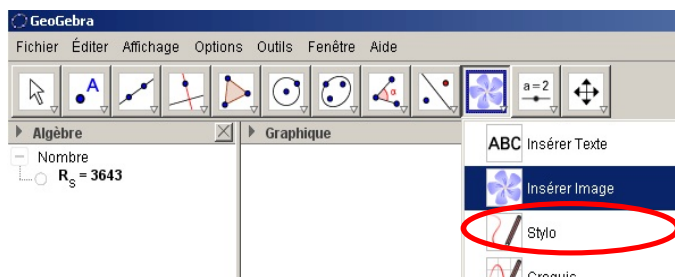 GeoGebra
Fichier Éditer Affichage Options Outils Fenêtre Aide
A α a=2
Algèbre Graphique
Nombre
R_S = 3643
ABC Insérer Texte
Insérer Image
Stylo
Croquis